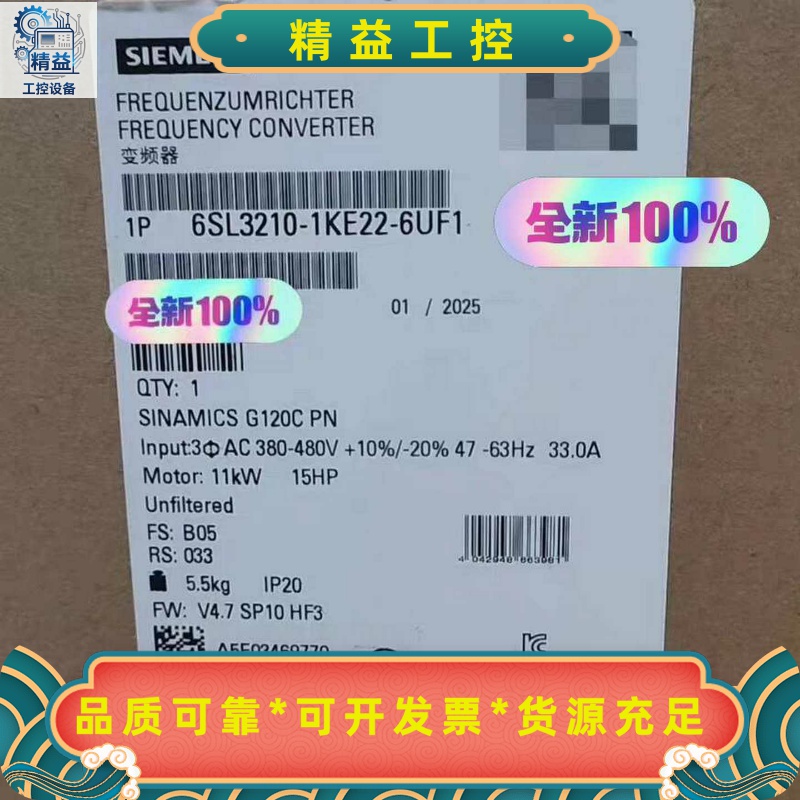 精益工控
精益
工控设备
SIEM
FREQUENZUMRICHTER
FREQUENCY CONVERTER
变频器
1P 6SL3210-1KE22-6UF1
全新100%
01 / 2025
全新100%
QTY: 1
SINAMICS G120C PN
Input:3Φ AC 380-480V +10%/-20% 47 -63Hz 33.0A
Motor: 11kW 15HP
Unfiltered
FS: B05
RS: 033
4 042948 663981
5.5kg IP20
FW: V4.7 SP10 HF3
品质可靠*可开发票*货源充足